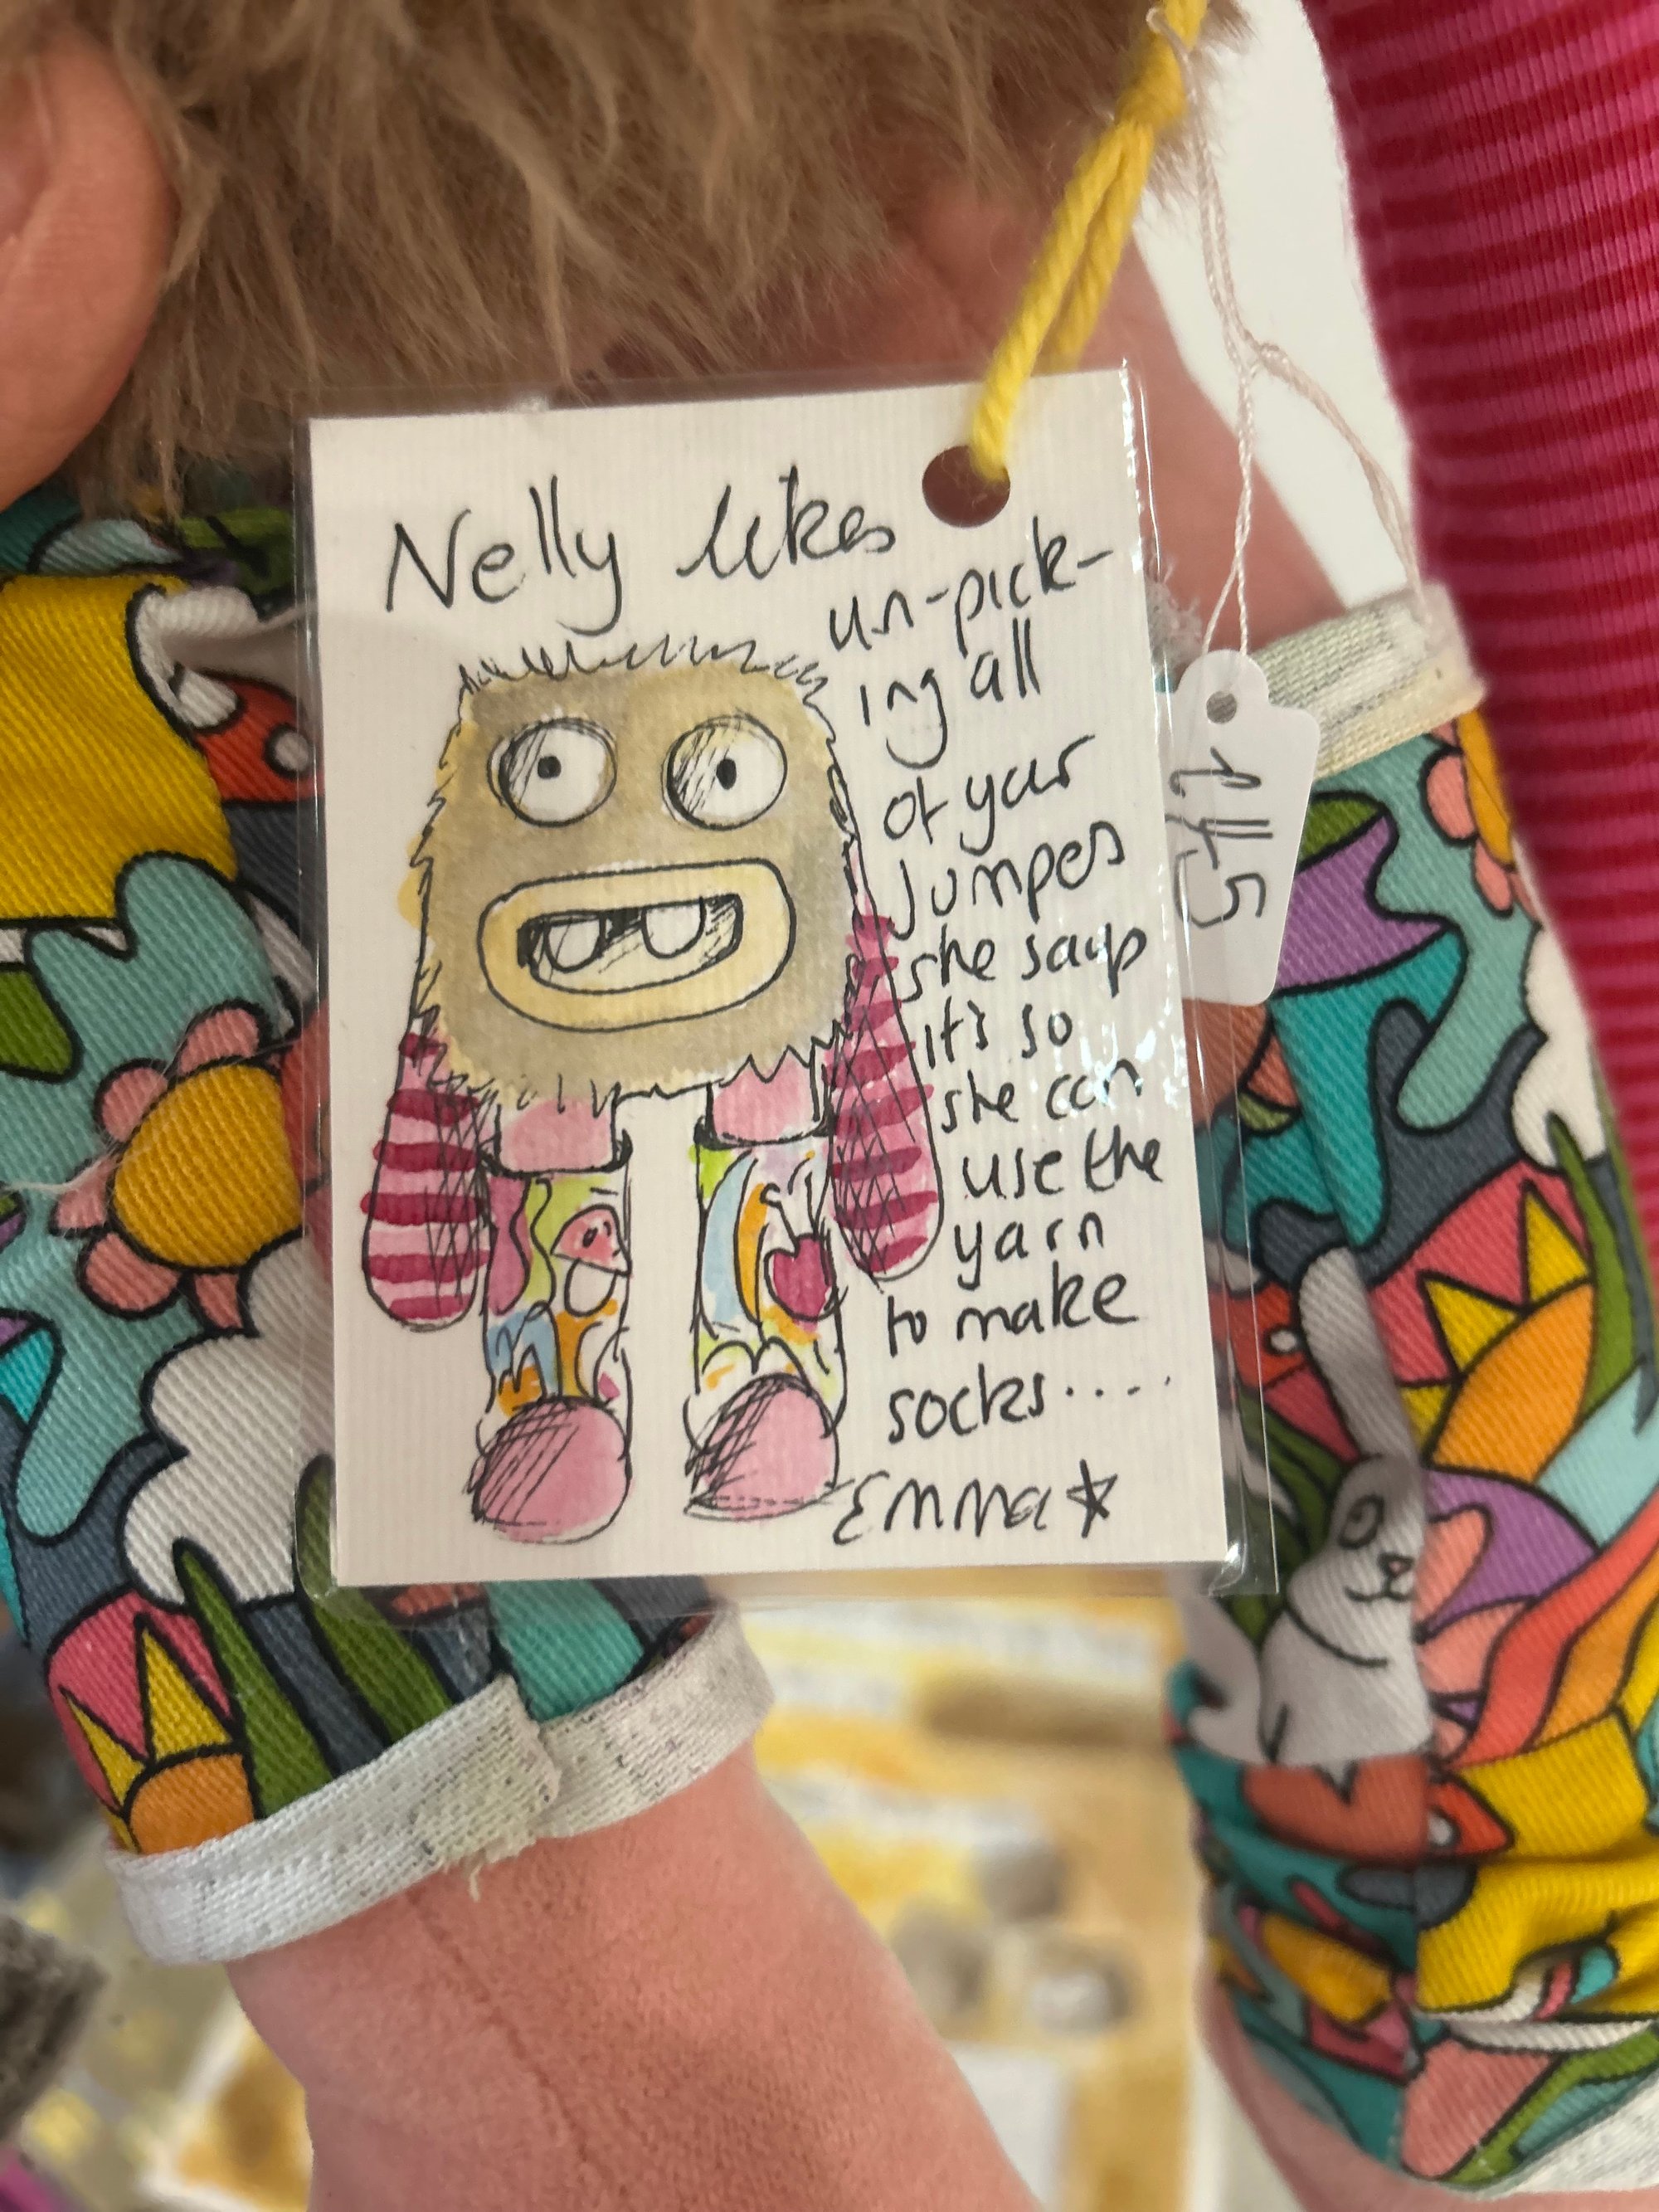 Nelly likes
un-pick-
ing all
of your
jumpers
she says
it's so
she can
use the
yarn
to make
socks.....
Emma
£45